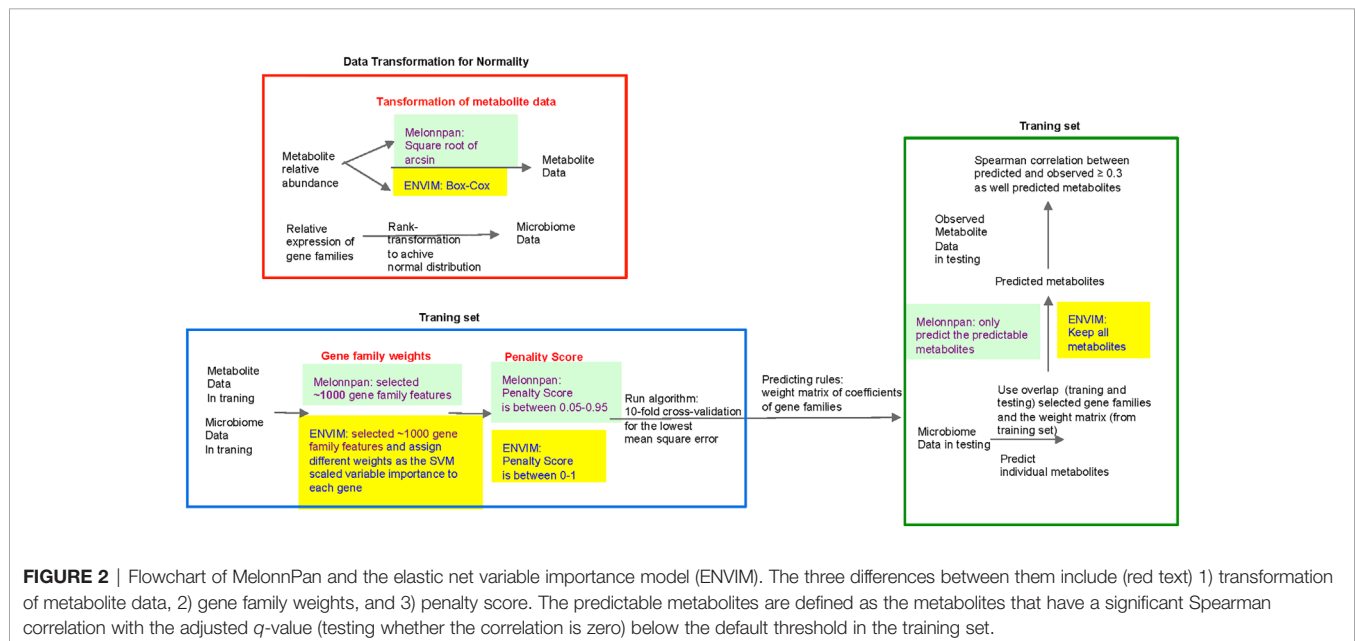 Data Transformation for Normality
Tansformation of metabolite data
Metabolite
relative
abundance
Melonnpan:
Square root of
arcsin
ENVIM: Box-Cox
Metabolite
Data
Relative
expression of
gene families
Rank-
transformation
to achive
normal distribution
Microbiome
Data
Traning set
Gene family weights
Penality Score
Metabolite
Data
In traning
Microbiome
Data
In traning
Melonnpan: selected
~1000 gene family features
ENVIM: selected ~1000 gene
family features and assign
different weights as the SVM
scaled variable importance to
each gene
Melonnpan:
Penalty Score
is between 0.05-0.95
ENVIM:
Penalty Score
is between 0-1
Run algorithm:
10-fold cross-validation
for the lowest
mean square error
Predicting rules:
weight matrix of coefficients
of gene families
Traning set
Spearman correlation between
predicted and observed ≥ 0.3
as well predicted metabolites
Observed
Metabolite
Data
in testing
Predicted metabolites
Melonnpan: only
predict the predictable
metabolites
ENVIM:
Keep all
metabolites
Use overlap (traning and
testing) selected gene families
and the weight matrix (from
training set)
Microbiome
Data in testing
Predict
individual metabolites
FIGURE 2 | Flowchart of MelonnPan and the elastic net variable importance model (ENVIM). The three differences between them include (red text) 1) transformation
of metabolite data, 2) gene family weights, and 3) penalty score. The predictable metabolites are defined as the metabolites that have a significant Spearman
correlation with the adjusted q-value (testing whether the correlation is zero) below the default threshold in the training set.